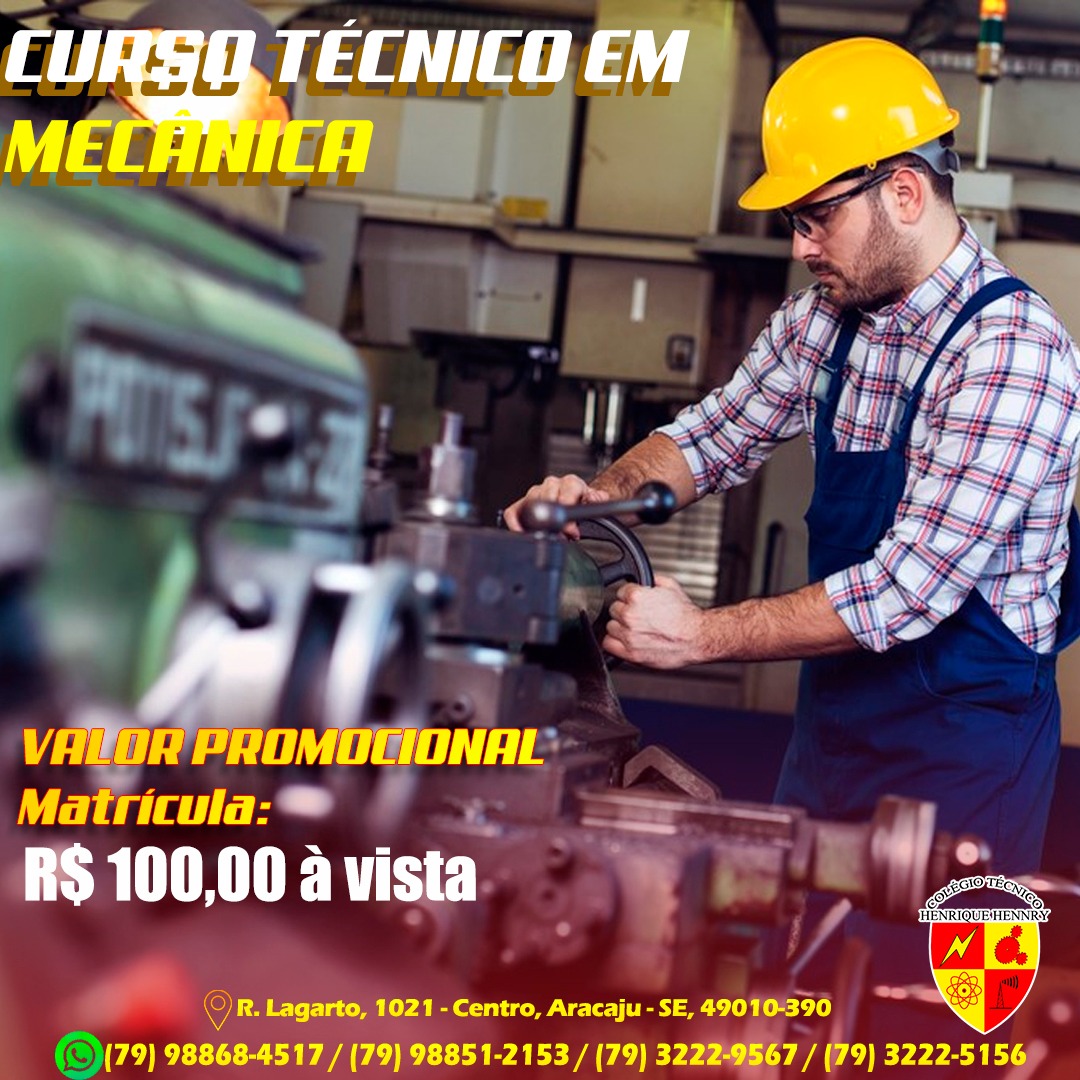 CURSO TÉCNICO EM
MECÂNICA
VALOR PROMOCIONAL
Matrícula:
R$ 100,00 à vista
COLÉGIO TÉCNICO
HENRIQUE HENNRY
R. Lagarto, 1021 - Centro, Aracaju - SE, 49010-390
(79) 98868-4517 / (79) 98851-2153 / (79) 3222-9567 / (79) 3222-5156